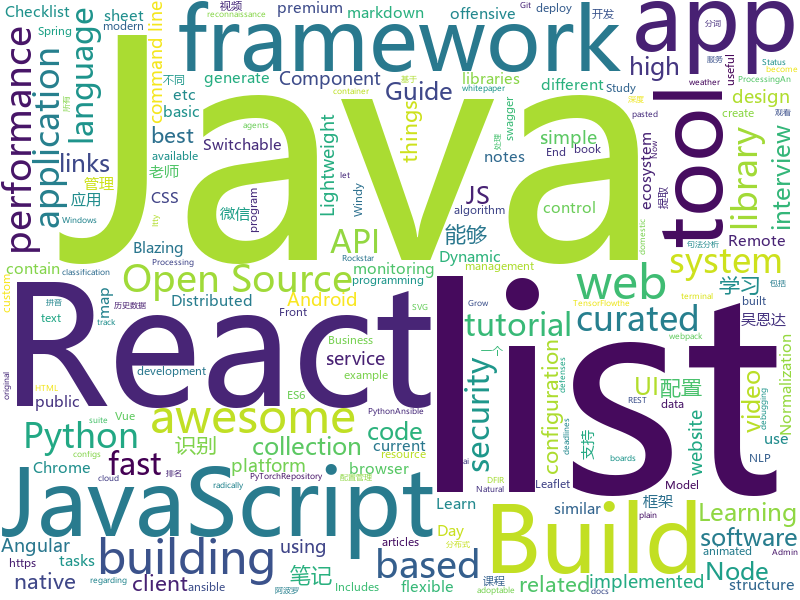 Java
list
React
JavaScript
framework
app
Build
tool
awesome
building
web
Python
Open Source
system
performance
application
language
library
fast
based
curated
tutorial
security
API
code
software
high
Guide
JS
UI配置
interview
collection
links
Learning
Node
Android
Component
things
simple
design
best
native
client
using
service
website
video
configuration
related
implemented
structure
platform
browser
monitoring
Dynamic
Distributed
Blazing
Lightweight
Switchable
command line
Checklist
sheet
premium
markdown
offensive
generate
libraries
different
Study
deploy
Spring
modern
etc
basic
notes
swagger
End
book
ecosystem
Remote
useful
create
Status
become
weather
pasted
Now
available
CSS
Windy
control
algorithm
program
Processing
Rockstar
management
programming
Business
example
SVG
Grow
track
built
terminal
webpack
custom
text
map
public
Front
development
ES6
Vue
Chrome
Angular
tasks
https
original
animated
regarding
ansible
articles
cloud
radically
configs
suite
resource
boards
Model
data
REST
use
NLP
debugging
Normalization
Leaflet
similar
docs
plain
whitepaper
reconnaissance
container
agents
let
domestic
deadlines
defenses
DFIR
Natural
ai
adoptable
Admin
Includes
contain
classification
Windows
HTML
Git
Day
Learn
current
flexible
PyTorchRepository
PythonAnsible
TensorFlowthe
ProcessingAn
微信
老师
管理
应用
识别
笔记
能够
学习
吴恩达
框架
支持
提取
视频
不同
所有
拼音
历史数据
基于
处理
一个
课程
包括
排名
阿波罗
分布式
配置管理
句法分析
分词
服务
开发
观看
深度